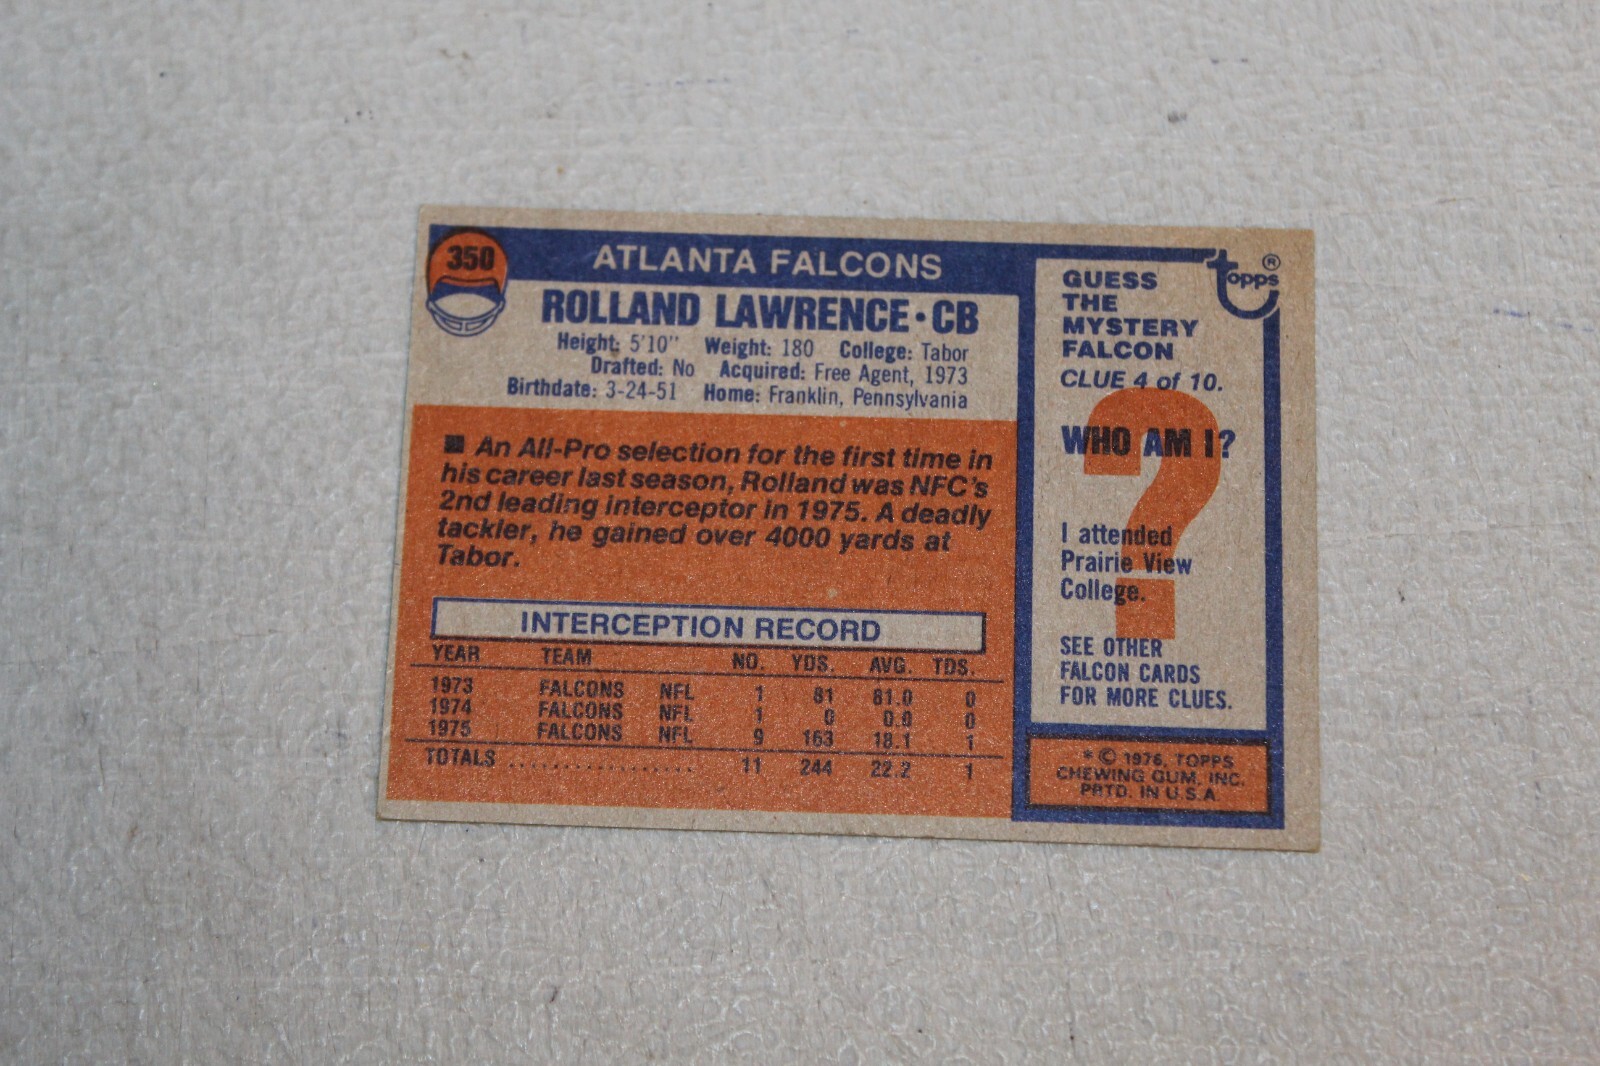 350
ATLANTA FALCONS
ROLLAND LAWRENCE • CB
Height: 5'10" Weight: 180 College: Tabor
Drafted: No Acquired: Free Agent, 1973
Birthdate: 3-24-51 Home: Franklin, Pennsylvania
■ An All-Pro selection for the first time in
his career last season, Rolland was NFC's
2nd leading interceptor in 1975. A deadly
tackler, he gained over 4000 yards at
Tabor.
INTERCEPTION RECORD
YEAR TEAM NO. YDS. AVG. TDS.
1973 FALCONS NFL 1 81 81.0 0
1974 FALCONS NFL 1 0 0.0 0
1975 FALCONS NFL 9 163 18.1 1
TOTALS .................. 11 244 22.2 1
topps ®
GUESS
THE
MYSTERY
FALCON
CLUE 4 of 10.
WHO AM I?
?
I attended
Prairie View
College.
SEE OTHER
FALCON CARDS
FOR MORE CLUES.
* © 1976, TOPPS
CHEWING GUM, INC.
PRTD. IN U.S.A.